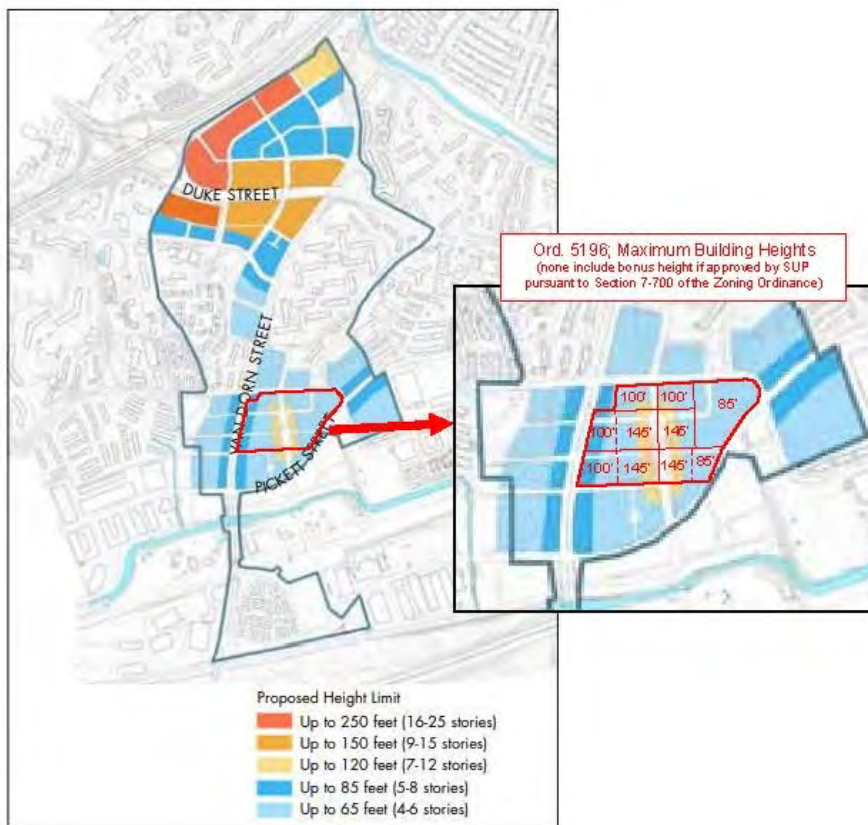 DUKE STREET
VAN DORN STREET
PICKETT STREET
Ord. 5196; Maximum Building Heights
(none include bonus height if approved by SUP
pursuant to Section 7-700 of the Zoning Ordinance)
100' 100' 85'
100' 145' 145'
100' 145' 145' 85'
Proposed Height Limit
Up to 250 feet (16-25 stories)
Up to 150 feet (9-15 stories)
Up to 120 feet (7-12 stories)
Up to 85 feet (5-8 stories)
Up to 65 feet (4-6 stories)